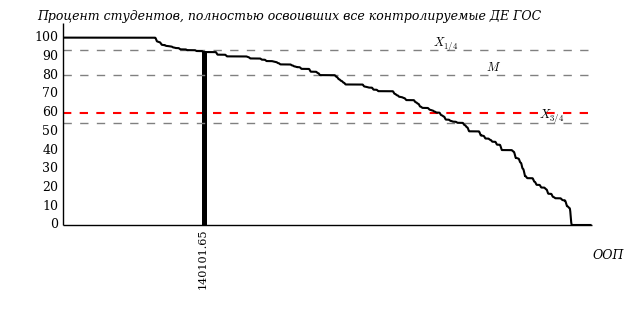 Процент студентов, полностью освоивших все контролируемые ДЕ ГОС
100
90
80
70
60
50
40
30
20
10
0
X1/4
M
X3/4
140101.65
ООП